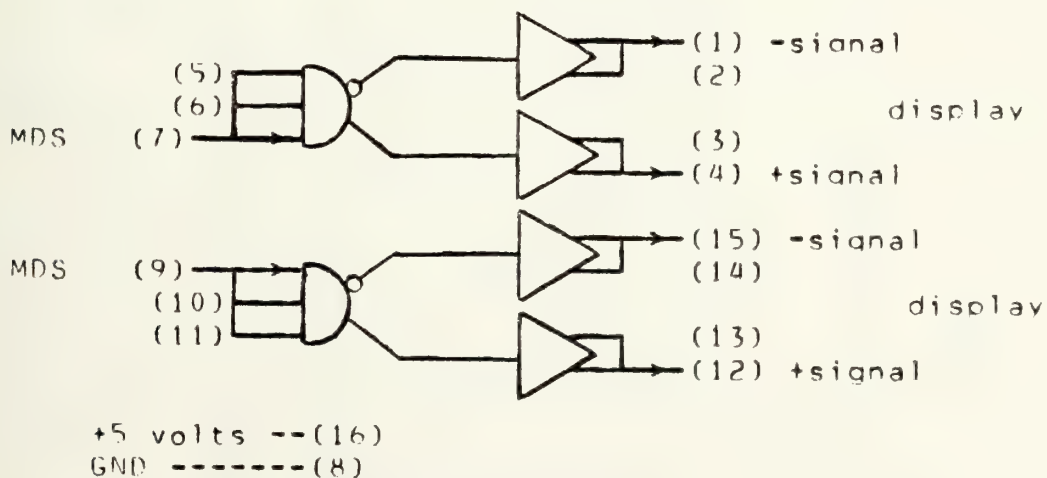 (1) -signal
(5) (2)
(6) display
MDS (7) (3)
(4) +signal
MDS (9) (15) -signal
(10) (14)
(11) display
(13)
(12) +signal
+5 volts --(16)
GND -------(8)